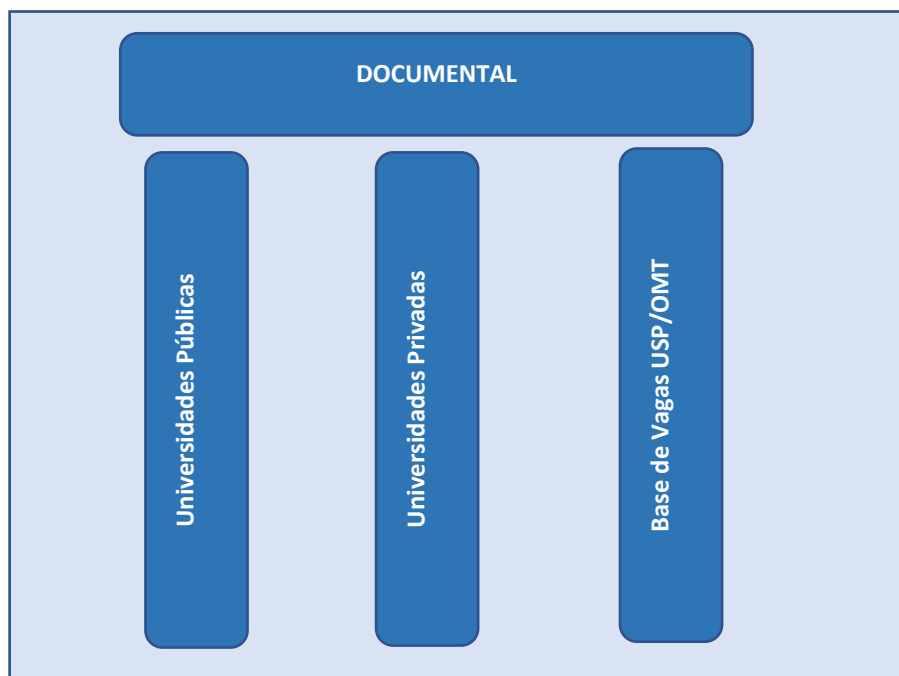 DOCUMENTAL
Universidades Públicas
Universidades Privadas
Base de Vagas USP/OMT